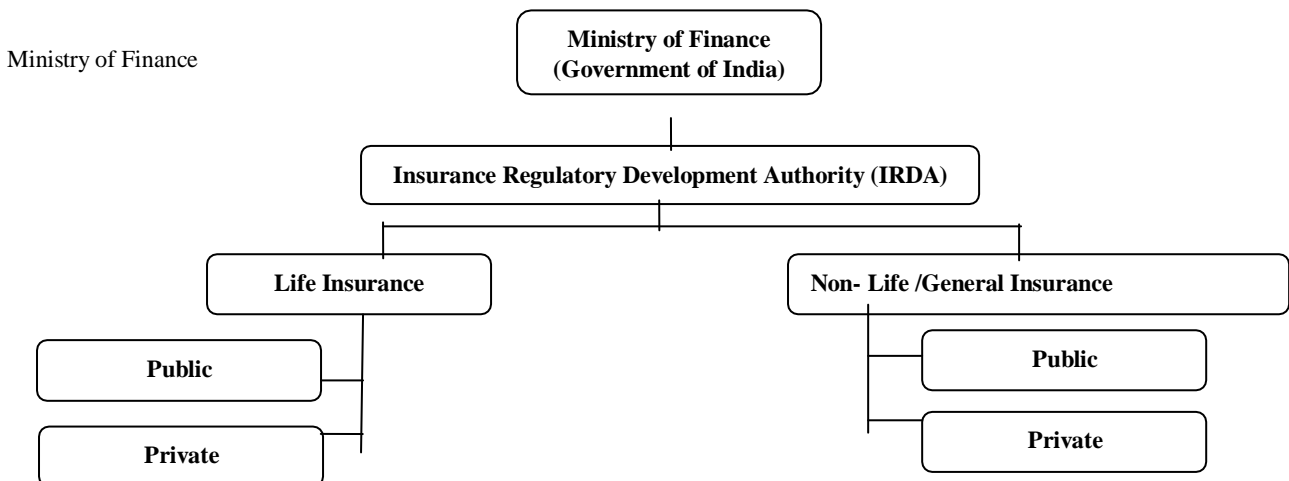 Ministry of Finance
Ministry of Finance
(Government of India)
Insurance Regulatory Development Authority (IRDA)
Life Insurance
Non- Life /General Insurance
Public
Public
Private
Private